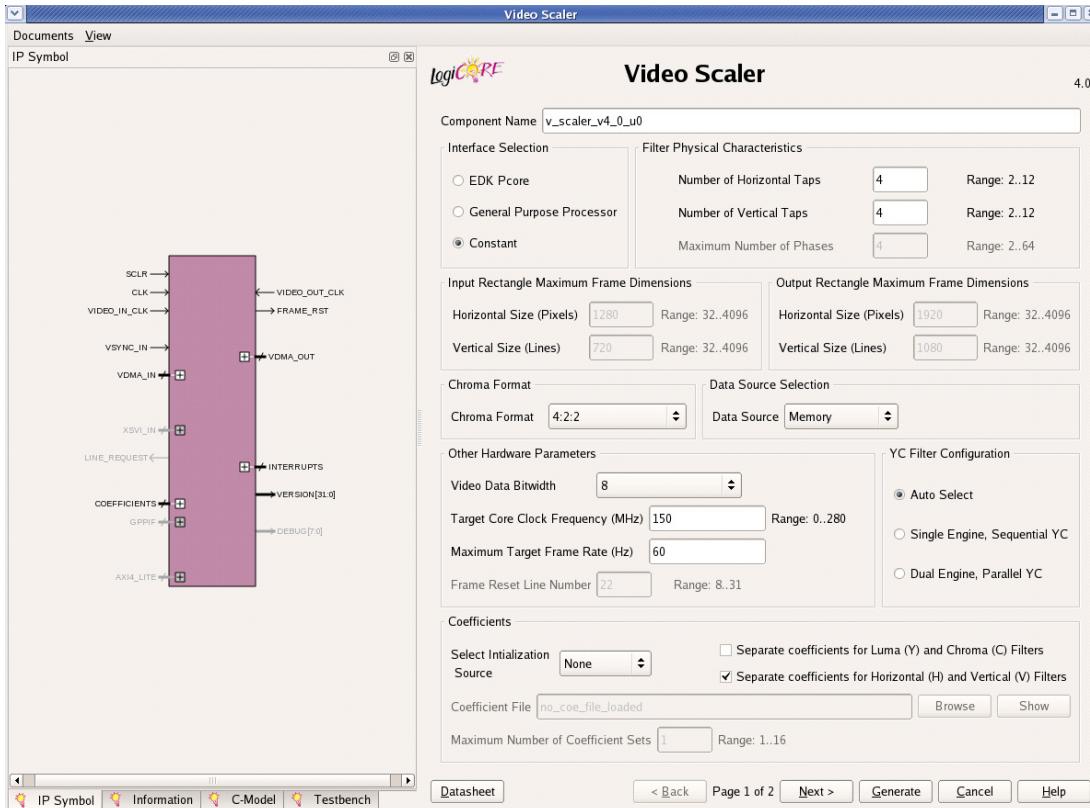 Video Scaler
Documents View
IP Symbol
SCLR
CLK
VIDEO_IN_CLK
VSYNC_IN
VDMA_IN
XSVI_IN
LINE_REQUEST
COEFFICIENTS
GPPIF
AXI4_LITE
VIDEO_OUT_CLK
FRAME_RST
VDMA_OUT
INTERRUPTS
VERSION[31:0]
DEBUG[7:0]
IP Symbol Information C-Model Testbench
LogiCORE
Video Scaler
4.0
Component Name v_scaler_v4_0_u0
Interface Selection
EDK Pcore
General Purpose Processor
Constant
Filter Physical Characteristics
Number of Horizontal Taps 4 Range: 2..12
Number of Vertical Taps 4 Range: 2..12
Maximum Number of Phases 4 Range: 2..64
Input Rectangle Maximum Frame Dimensions
Horizontal Size (Pixels) 1280 Range: 32..4096
Vertical Size (Lines) 720 Range: 32..4096
Output Rectangle Maximum Frame Dimensions
Horizontal Size (Pixels) 1920 Range: 32..4096
Vertical Size (Lines) 1080 Range: 32..4096
Chroma Format
Chroma Format 4:2:2
Data Source Selection
Data Source Memory
Other Hardware Parameters
Video Data Bitwidth 8
Target Core Clock Frequency (MHz) 150 Range: 0..280
Maximum Target Frame Rate (Hz) 60
Frame Reset Line Number 22 Range: 8..31
YC Filter Configuration
Auto Select
Single Engine, Sequential YC
Dual Engine, Parallel YC
Coefficients
Select Intialization
Source
None
Separate coefficients for Luma (Y) and Chroma (C) Filters
Separate coefficients for Horizontal (H) and Vertical (V) Filters
Coefficient File no_coe_file_loaded Browse Show
Maximum Number of Coefficient Sets 1 Range: 1..16
Datasheet < Back Page 1 of 2 Next > Generate Cancel Help